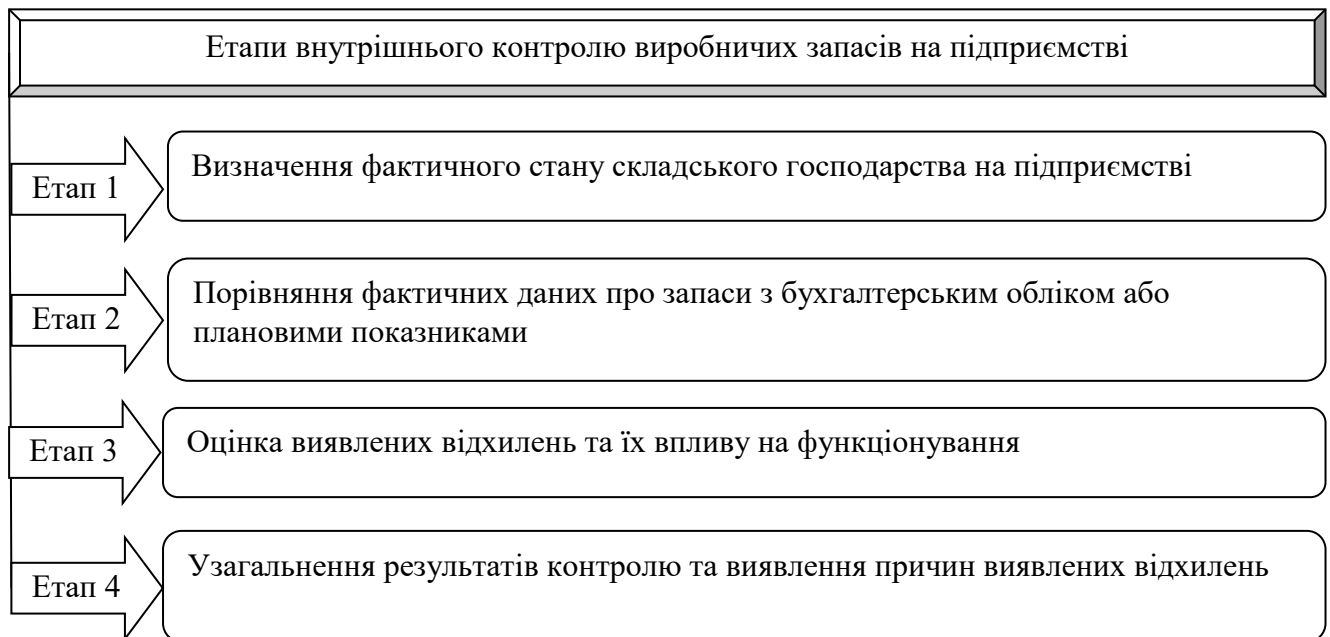 Етапи внутрішнього контролю виробничих запасів на підприємстві
Етап 1
Визначення фактичного стану складського господарства на підприємстві
Етап 2
Порівняння фактичних даних про запаси з бухгалтерським обліком або
плановими показниками
Етап 3
Оцінка виявлених відхилень та їх впливу на функціонування
Етап 4
Узагальнення результатів контролю та виявлення причин виявлених відхилень